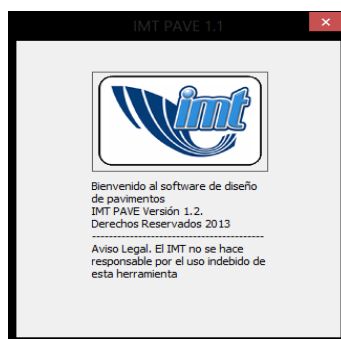 IMT PAVE 1.1
imt
Bienvenido al software de diseño
de pavimentos
IMT PAVE Versión 1.2.
Derechos Reservados 2013
-----------------------------------------
Aviso Legal. El IMT no se hace
responsable por el uso indebido de
esta herramienta